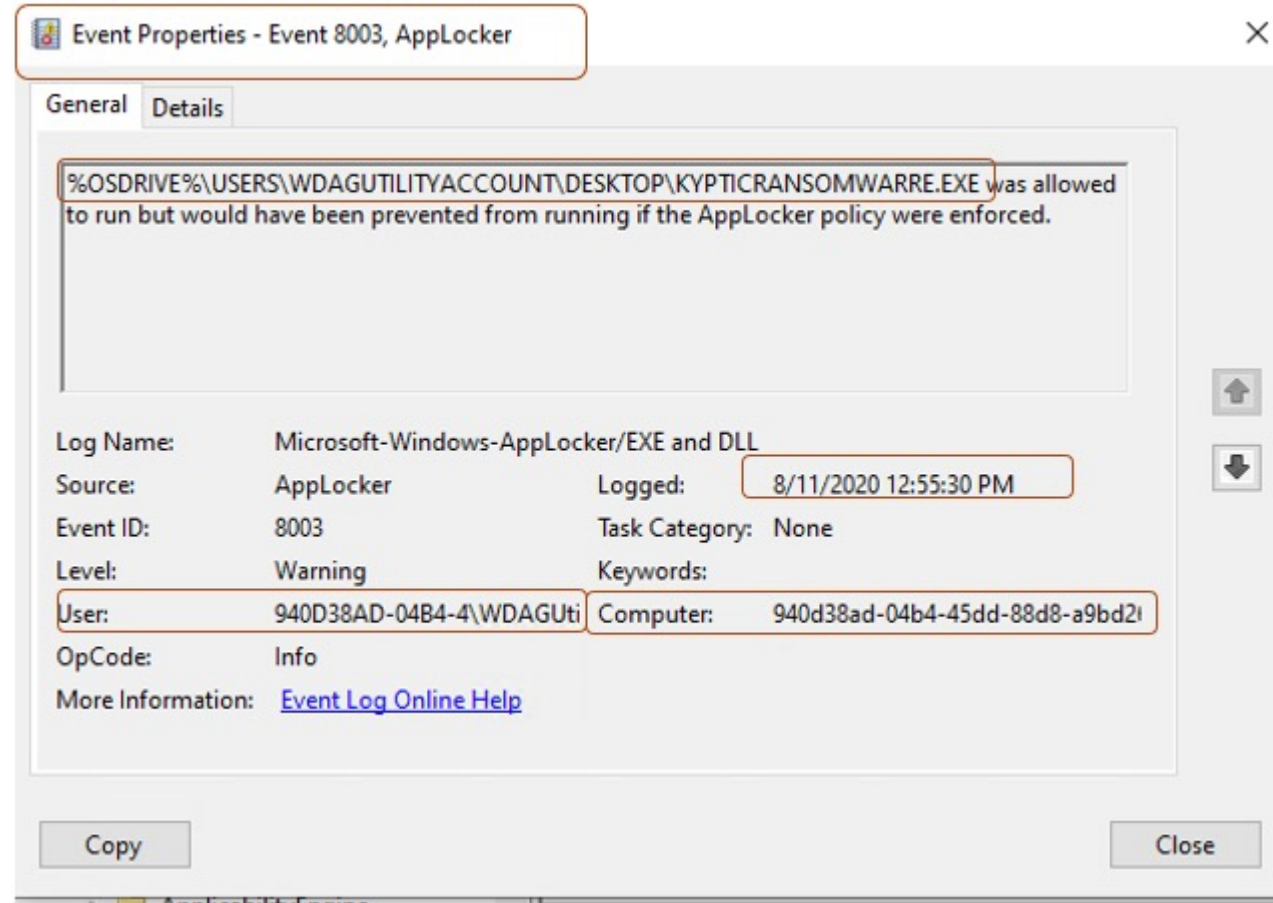 Event Properties - Event 8003, AppLocker
General Details
%OSDRIVE%\USERS\WDAGUTILITYACCOUNT\DESKTOP\KYPTICRANSOMWARRE.EXE was allowed
to run but would have been prevented from running if the AppLocker policy were enforced.
Log Name: Microsoft-Windows-AppLocker/EXE and DLL
Source: AppLocker Logged: 8/11/2020 12:55:30 PM
Event ID: 8003 Task Category: None
Level: Warning Keywords:
User: 940D38AD-04B4-4\WDAGUti Computer: 940d38ad-04b4-45dd-88d8-a9bd2
OpCode: Info
More Information: Event Log Online Help
Copy Close